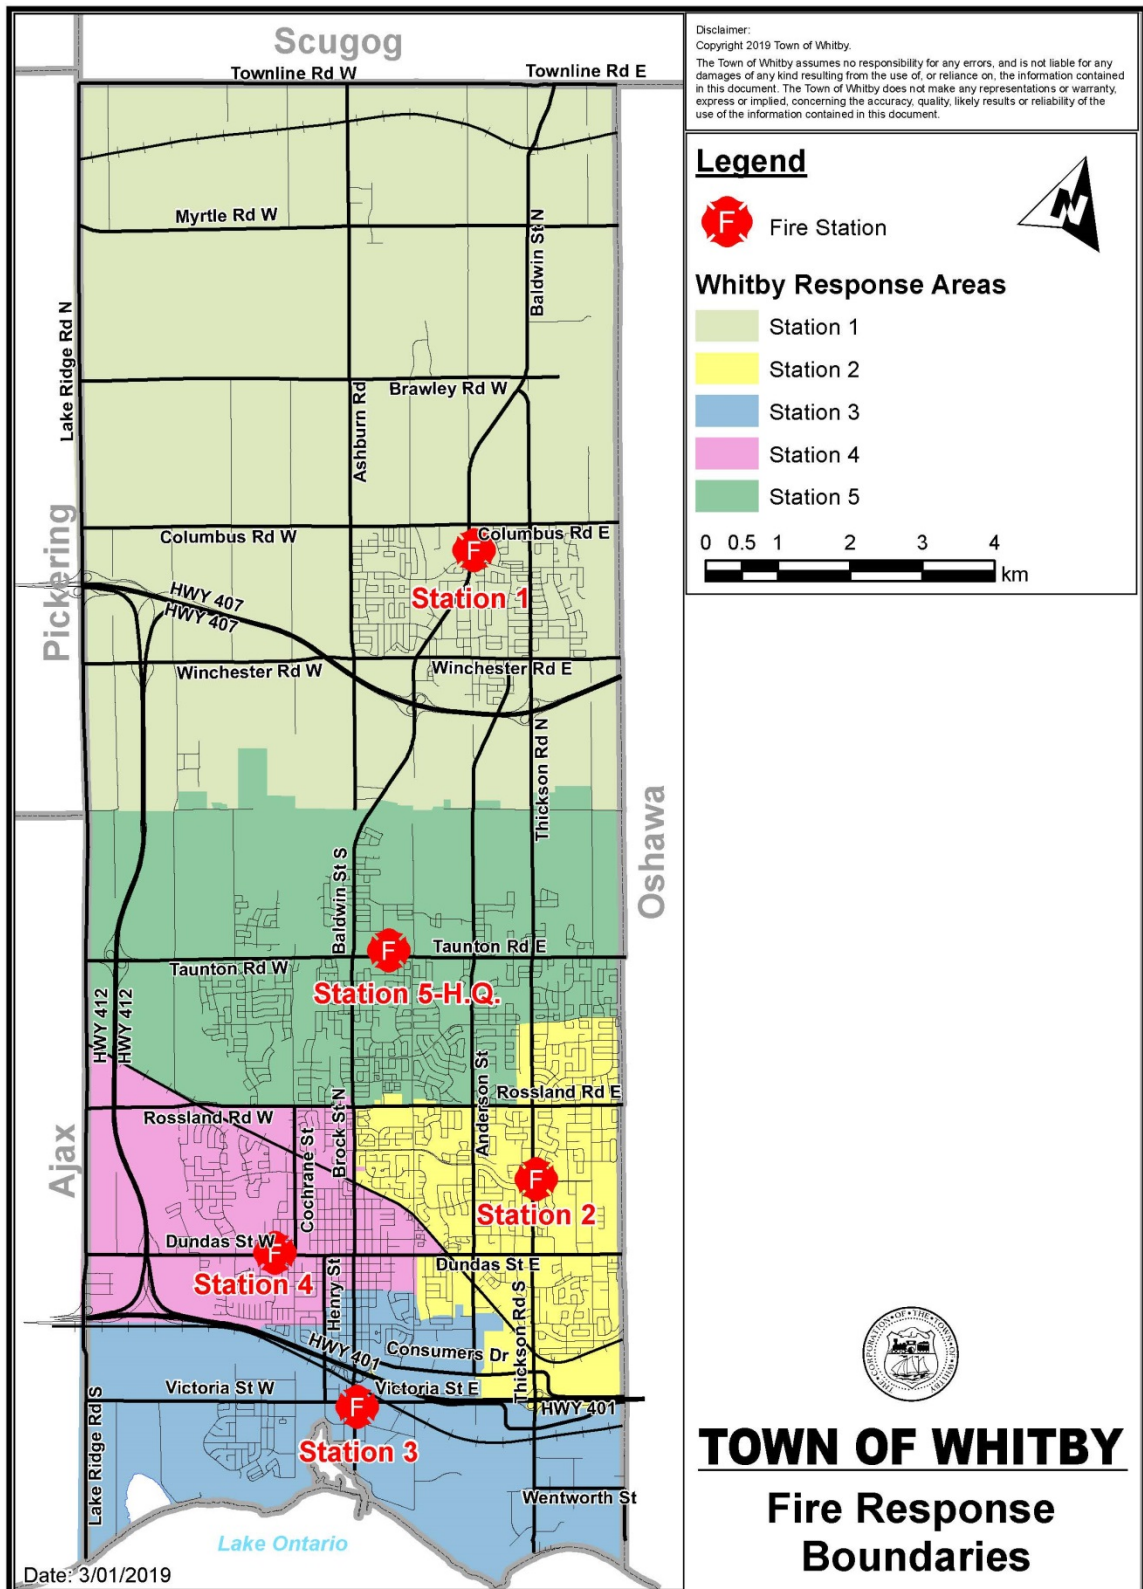 Scugog
Townline Rd W
Townline Rd E
Myrtle Rd W
Baldwin St N
Lake Ridge Rd N
Brawley Rd W
Ashburn Rd
Pickering
Columbus Rd W
Columbus Rd E
F
Station 1
HWY 407
HWY 407
Winchester Rd W
Winchester Rd E
Thickson Rd N
Oshawa
Baldwin St S
F
Taunton Rd E
Taunton Rd W
Station 5-H.Q.
HWY 412
HWY 412
Anderson St
Rossland Rd E
Rossland Rd W
Ajax
Cochrane St
Brock St N
F
Station 2
Dundas St W
F
Dundas St E
Station 4
Henry St
Thickson Rd S
HWY 401
Consumers Dr
Victoria St W
Victoria St E
HWY 401
F
Station 3
Lake Ridge Rd S
Wentworth St
Lake Ontario
Date: 3/01/2019
Disclaimer:
Copyright 2019 Town of Whitby.
The Town of Whitby assumes no responsibility for any errors, and is not liable for any
damages of any kind resulting from the use of, or reliance on, the information contained
in this document. The Town of Whitby does not make any representations or warranty,
express or implied, concerning the accuracy, quality, likely results or reliability of the
use of the information contained in this document.
Legend
F Fire Station
N
Whitby Response Areas
Station 1
Station 2
Station 3
Station 4
Station 5
0 0.5 1 2 3 4
km
THE CORPORATION OF THE TOWN OF WHITBY
TOWN OF WHITBY
Fire Response
Boundaries